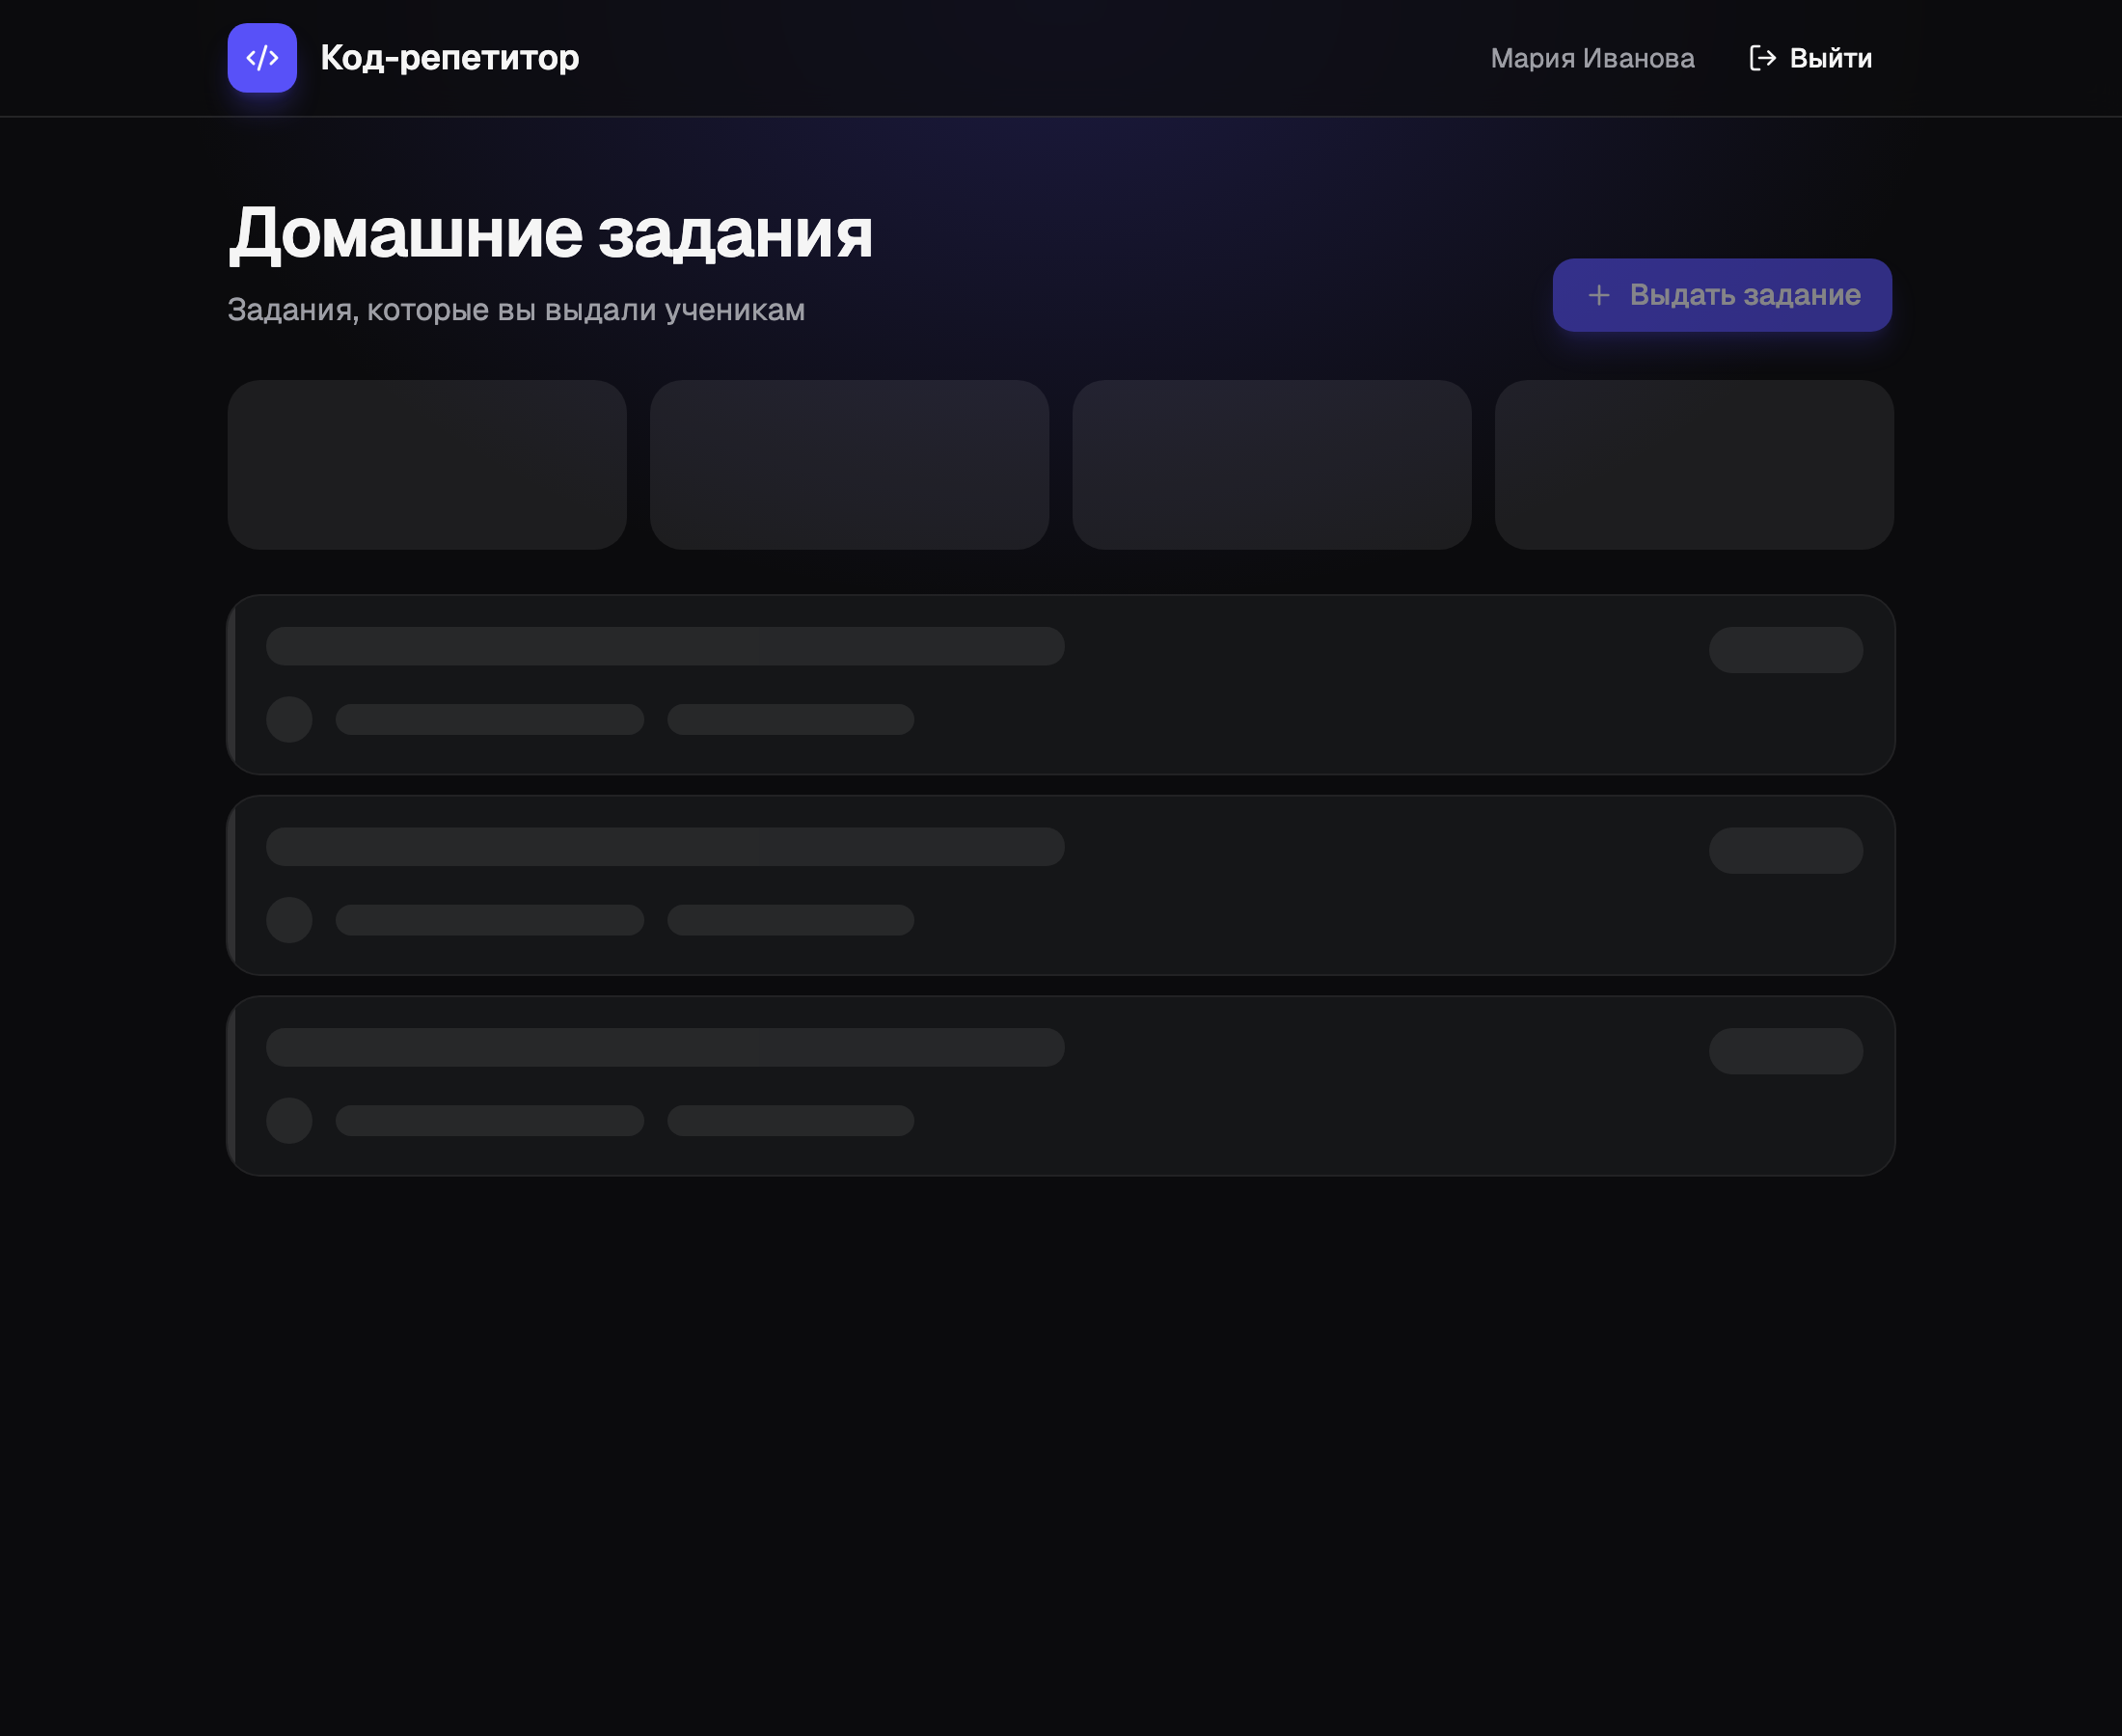 Код-репетитор
Мария Иванова
Выйти
Домашние задания
Задания, которые вы выдали ученикам
Выдать задание